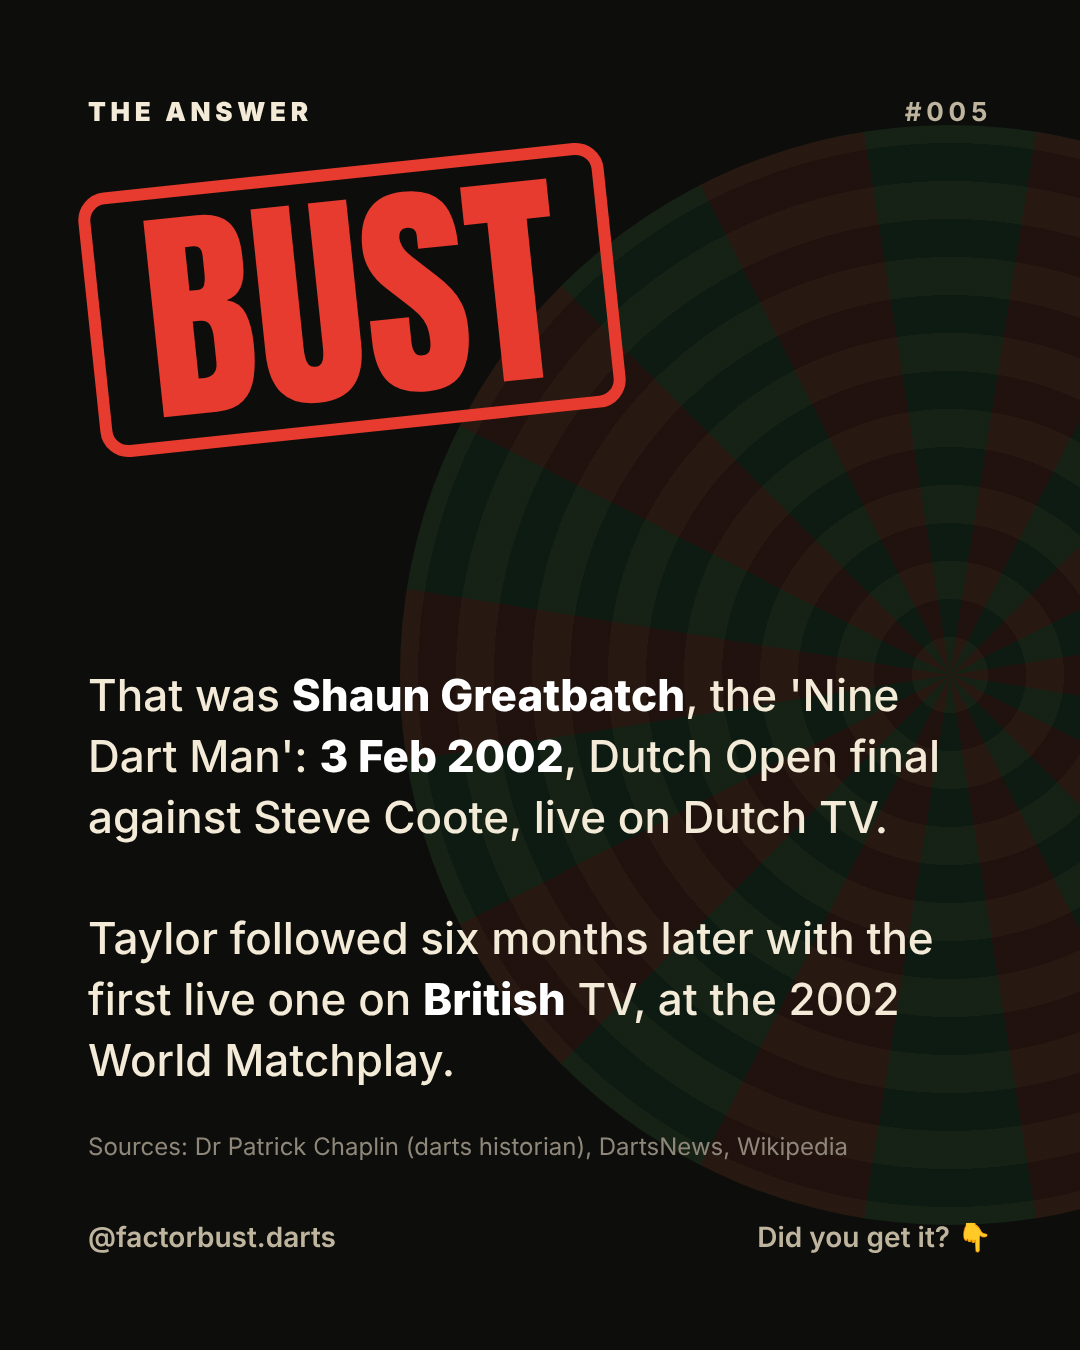 THE ANSWER
#005
BUST
That was Shaun Greatbatch, the 'Nine
Dart Man': 3 Feb 2002, Dutch Open final
against Steve Coote, live on Dutch TV.
Taylor followed six months later with the
first live one on British TV, at the 2002
World Matchplay.
Sources: Dr Patrick Chaplin (darts historian), DartsNews, Wikipedia
@factorbust.darts
Did you get it? 👇